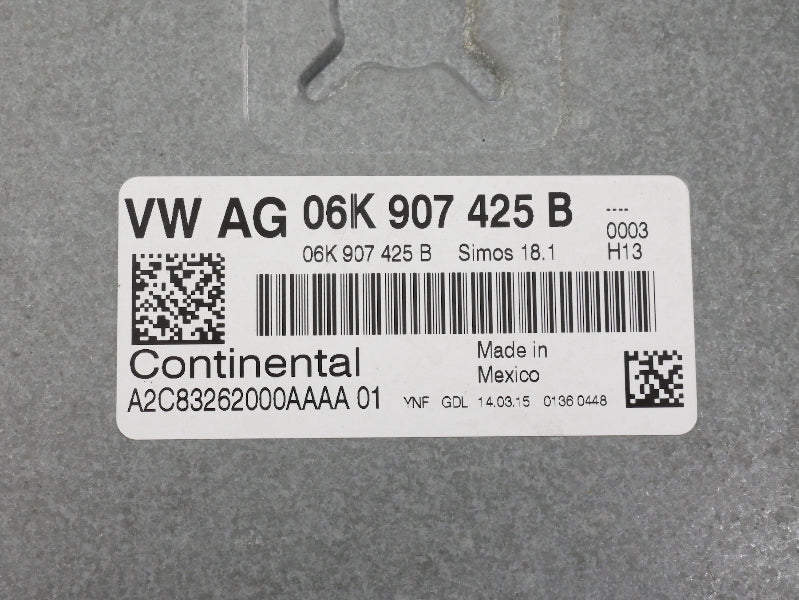 VW AG 06K 907 425 B ----
0003
06K 907 425 B Simos 18.1 H13
Continental Made in
Mexico
A2C83262000AAAA 01 YNF GDL 14.03.15 0136 0448